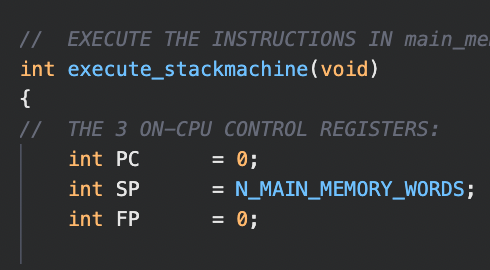 //  EXECUTE THE INSTRUCTIONS IN
int execute_stackmachine(void)
{
//  THE 3 ON-CPU CONTROL REGISTERS:
    int PC      = 0;
    int SP      = N_MAIN_MEMORY_WORDS;
    int FP      = 0;